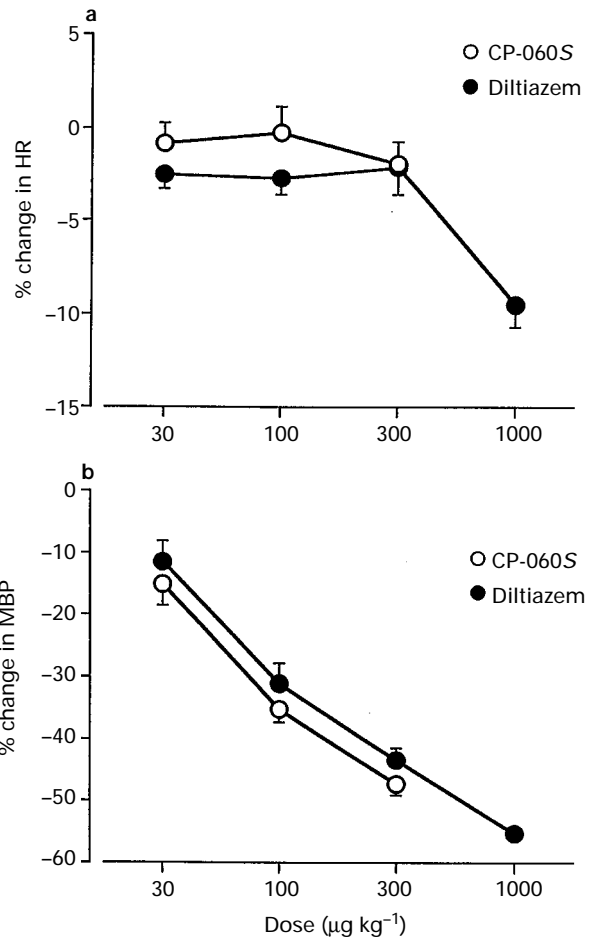 a
5
0
−5
−10
−15
% change in HR
CP-060S
Diltiazem
30 100 300 1000
b
0
−10
−20
−30
−40
−50
−60
% change in MBP
CP-060S
Diltiazem
30 100 300 1000
Dose (µg kg⁻¹)